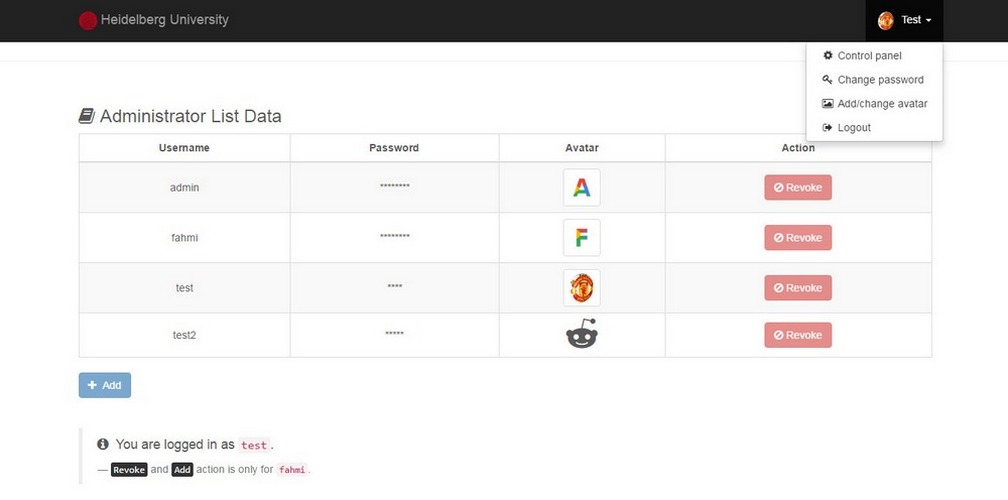 Heidelberg University
Test
Control panel
Change password
Add/change avatar
Logout
Administrator List Data
Username Password Avatar Action
admin ******** A Revoke
fahmi ******** F Revoke
test **** Revoke
test2 ***** Revoke
+ Add
You are logged in as test.
— Revoke and Add action is only for fahmi.